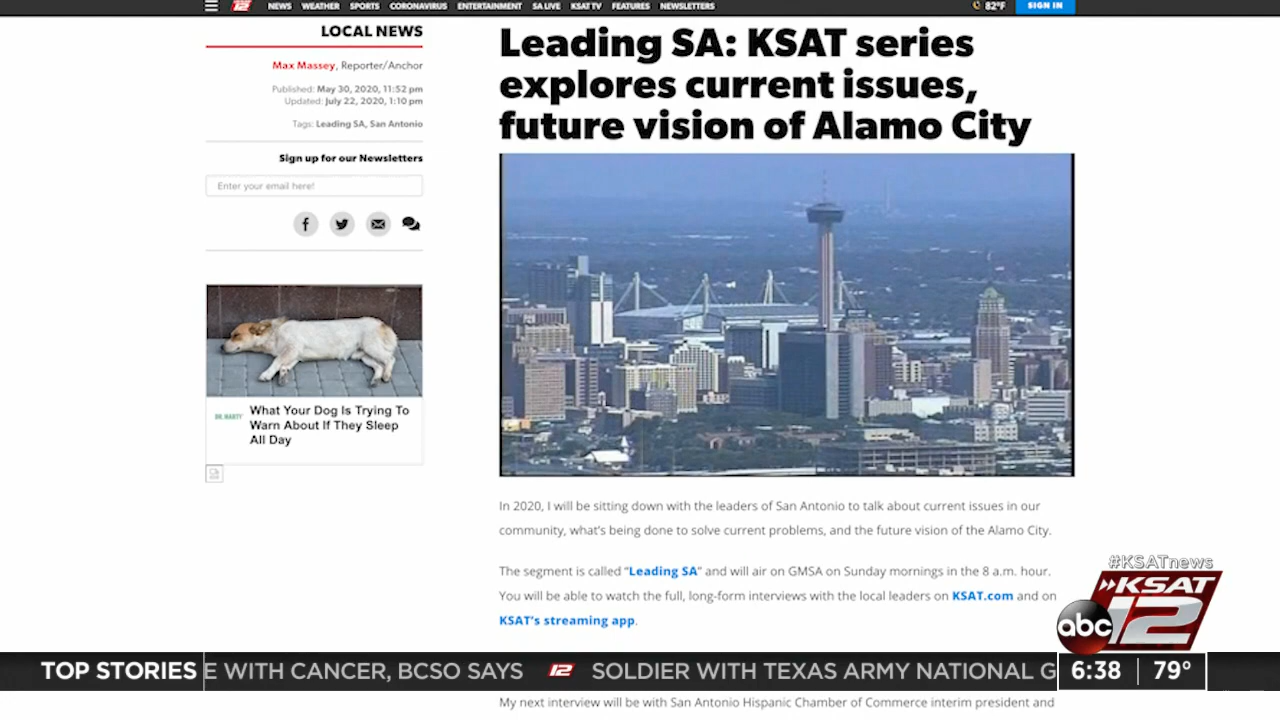 12
NEWS WEATHER SPORTS CORONAVIRUS ENTERTAINMENT SA LIVE KSAT TV FEATURES NEWSLETTERS
82°F
SIGN IN
LOCAL NEWS
Max Massey, Reporter/Anchor
Published: May 30, 2020, 11:52 pm
Updated: July 22, 2020, 1:10 pm
Tags: Leading SA, San Antonio
Sign up for our Newsletters
Enter your email here!
DR. MARTY
What Your Dog Is Trying To
Warn About If They Sleep
All Day
Leading SA: KSAT series
explores current issues,
future vision of Alamo City
In 2020, I will be sitting down with the leaders of San Antonio to talk about current issues in our
community, what's being done to solve current problems, and the future vision of the Alamo City.
The segment is called “Leading SA” and will air on GMSA on Sunday mornings in the 8 a.m. hour.
You will be able to watch the full, long-form interviews with the local leaders on KSAT.com and on
KSAT's streaming app.
#KSATnews
KSAT
abc 12
TOP STORIES E WITH CANCER, BCSO SAYS 12 SOLDIER WITH TEXAS ARMY NATIONAL G 6:38 79°
My next interview will be with San Antonio Hispanic Chamber of Commerce interim president and